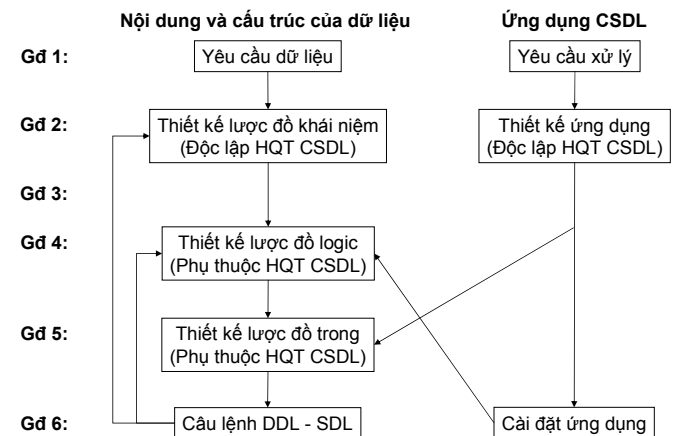 Nội dung và cấu trúc của dữ liệu
Ứng dụng CSDL
Gđ 1:
Yêu cầu dữ liệu
Yêu cầu xử lý
Gđ 2:
Thiết kế lược đồ khái niệm
(Độc lập HQT CSDL)
Thiết kế ứng dụng
(Độc lập HQT CSDL)
Gđ 3:
Gđ 4:
Thiết kế lược đồ logic
(Phụ thuộc HQT CSDL)
Gđ 5:
Thiết kế lược đồ trong
(Phụ thuộc HQT CSDL)
Gđ 6:
Câu lệnh DDL - SDL
Cài đặt ứng dụng